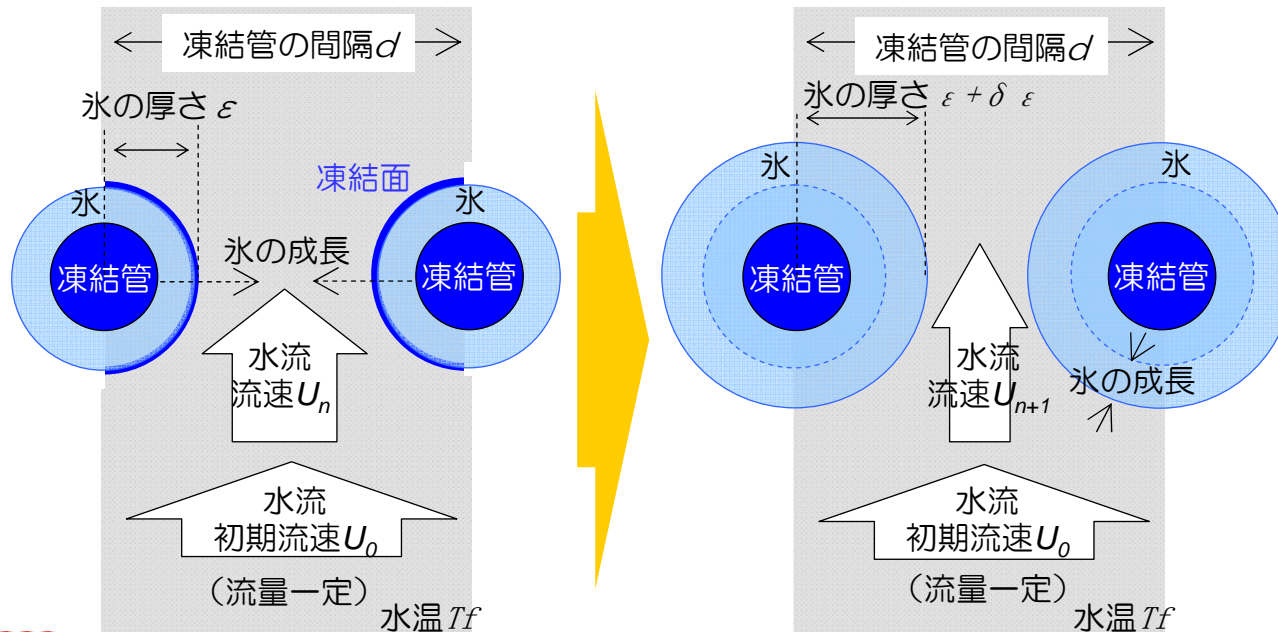 凍結管の間隔d
氷の厚さ ε
凍結面
氷
氷
氷の成長
凍結管
凍結管
水流
流速Un
水流
初期流速U0
（流量一定）
水温Tf
凍結管の間隔d
氷の厚さ ε + δ ε
氷
氷
凍結管
凍結管
水流
流速Un+1
氷の成長
水流
初期流速U0
（流量一定）
水温Tf